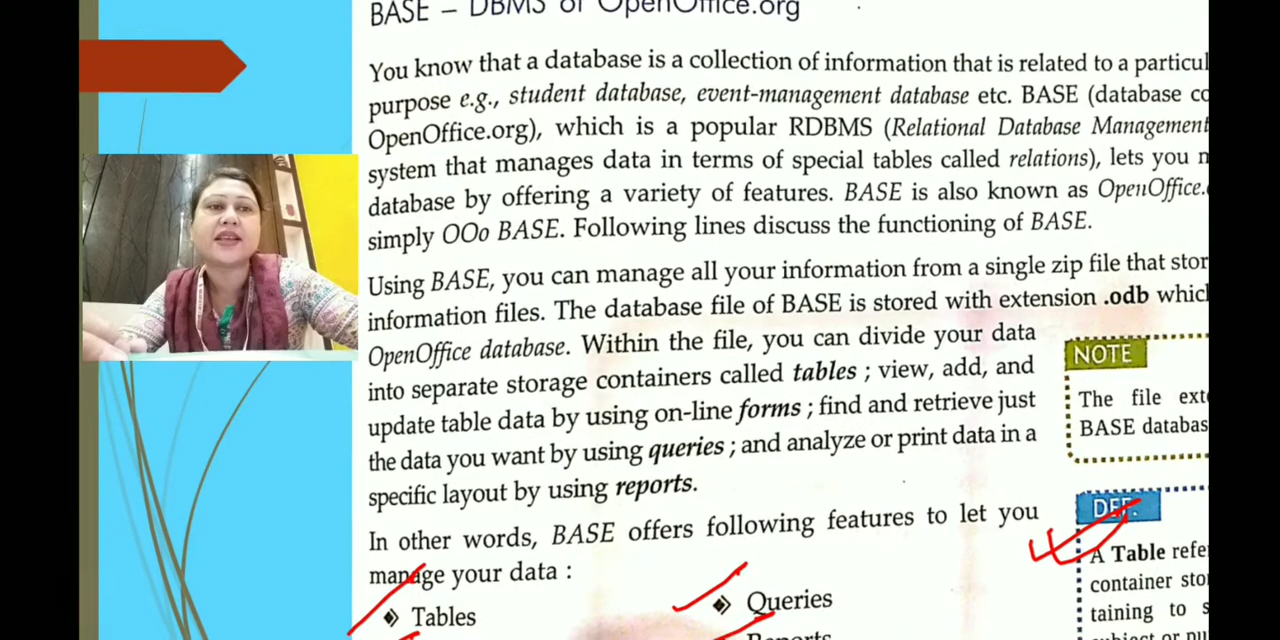 BASE – DBMS of OpenOffice.org
You know that a database is a collection of information that is related to a
purpose e.g., student database, event-management database etc. BASE (database
OpenOffice.org), which is a popular RDBMS (Relational Database Management
system that manages data in terms of special tables called relations), lets you
database by offering a variety of features. BASE is also known as OpenOffice.
simply OOo BASE. Following lines discuss the functioning of BASE.
Using BASE, you can manage all your information from a single zip file that
information files. The database file of BASE is stored with extension .odb
OpenOffice database. Within the file, you can divide your data
into separate storage containers called tables ; view, add, and
update table data by using on-line forms ; find and retrieve just
the data you want by using queries ; and analyze or print data in a
specific layout by using reports.
In other words, BASE offers following features to let you
manage your data :
Tables
Queries
Reports
NOTE
The file
BASE
DEF.
A Table
container
taining to